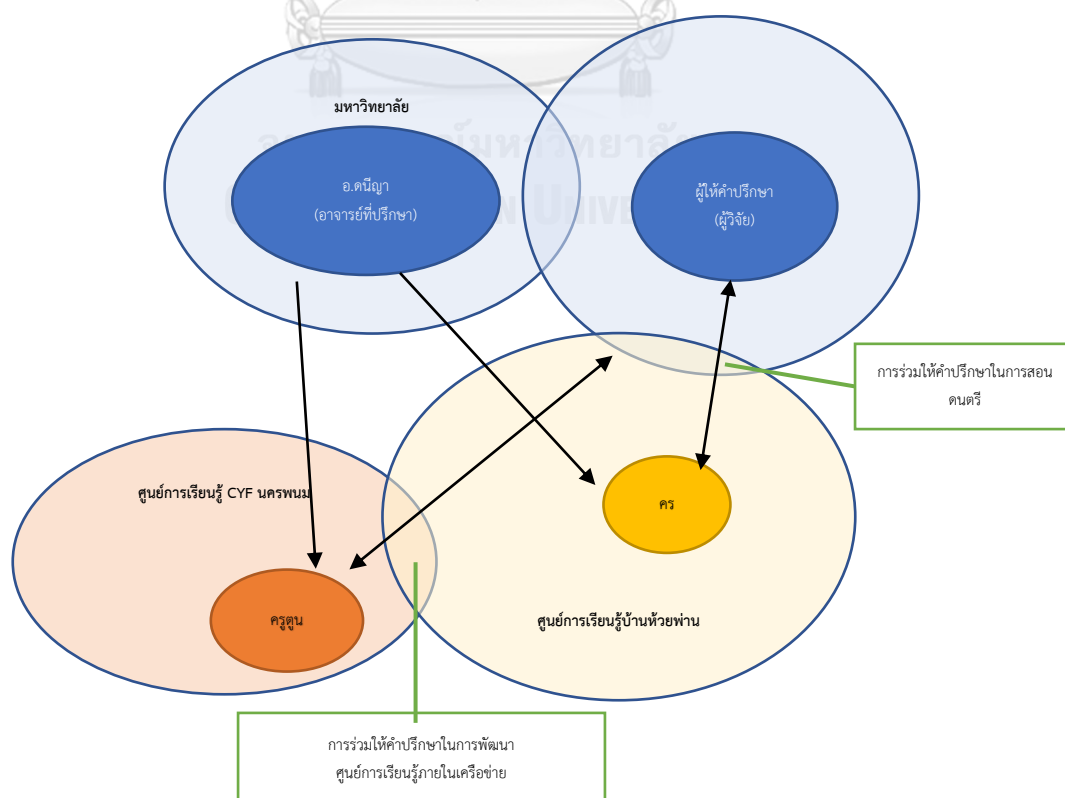 มหาวิทยาลัย
อ.ดนีญา
(อาจารย์ที่ปรึกษา)
ผู้ให้คำปรึกษา
(ผู้วิจัย)
การร่วมให้คำปรึกษาในการสอน
ดนตรี
ศูนย์การเรียนรู้ CYF นครพนม
คร
ครูตูน
ศูนย์การเรียนรู้บ้านห้วยพ่าน
การร่วมให้คำปรึกษาในการพัฒนา
ศูนย์การเรียนรู้ภายในเครือข่าย